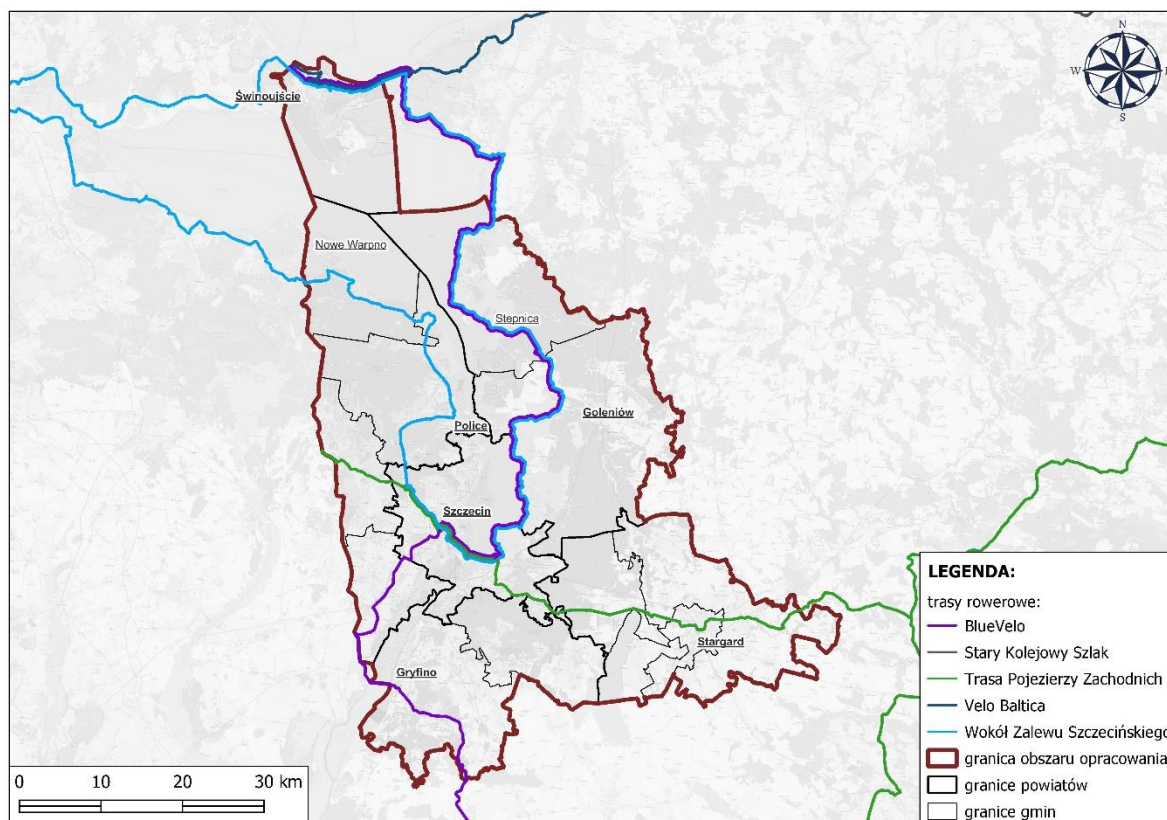 N
W
E
S
Świnoujście
Nowe Warpno
Stepnica
Goleniów
Police
Szczecin
Stargard
Gryfino
0 10 20 30 km
LEGENDA:
trasy rowerowe:
BlueVelo
Stary Kolejowy Szlak
Trasa Pojezierzy Zachodnich
Velo Baltica
Wokół Zalewu Szczecińskiego
granica obszaru opracowania
granice powiatów
granice gmin